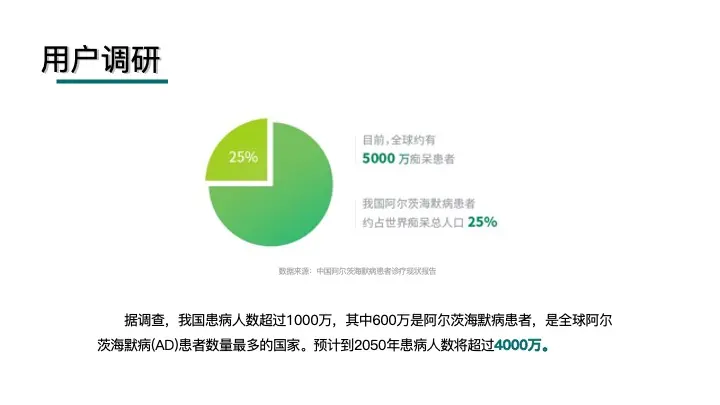 用户调研
25%
目前，全球约有
5000 万痴呆患者
我国阿尔茨海默病患者
约占世界痴呆总人口 25%
数据来源：中国阿尔茨海默病患者诊疗现状报告
据调查，我国患病人数超过1000万，其中600万是阿尔茨海默病患者，是全球阿尔
茨海默病(AD)患者数量最多的国家。预计到2050年患病人数将超过4000万。